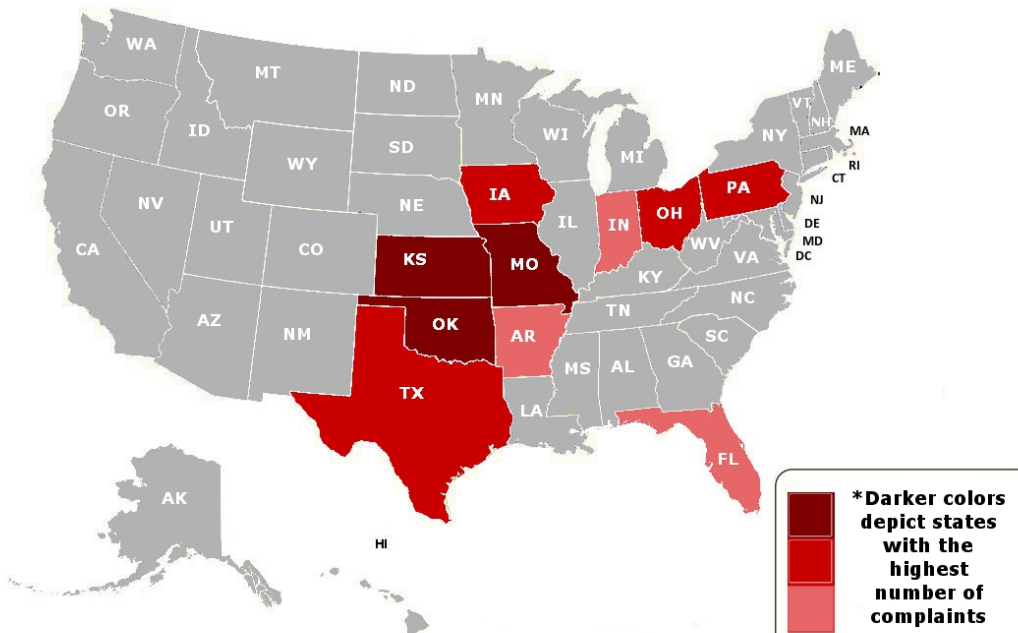 WA
MT
ND
MN
ME
OR
ID
SD
WI
VT
NH
MA
NY
WY
MI
RI
CT
IA
PA
NE
NV
IL
IN
OH
NJ
UT
DE
CA
CO
KS
MO
WV
MD
VA
DC
KY
NC
AZ
NM
OK
AR
TN
SC
TX
MS
AL
GA
LA
FL
AK
HI
*Darker colors
depict states
with the
highest
number of
complaints